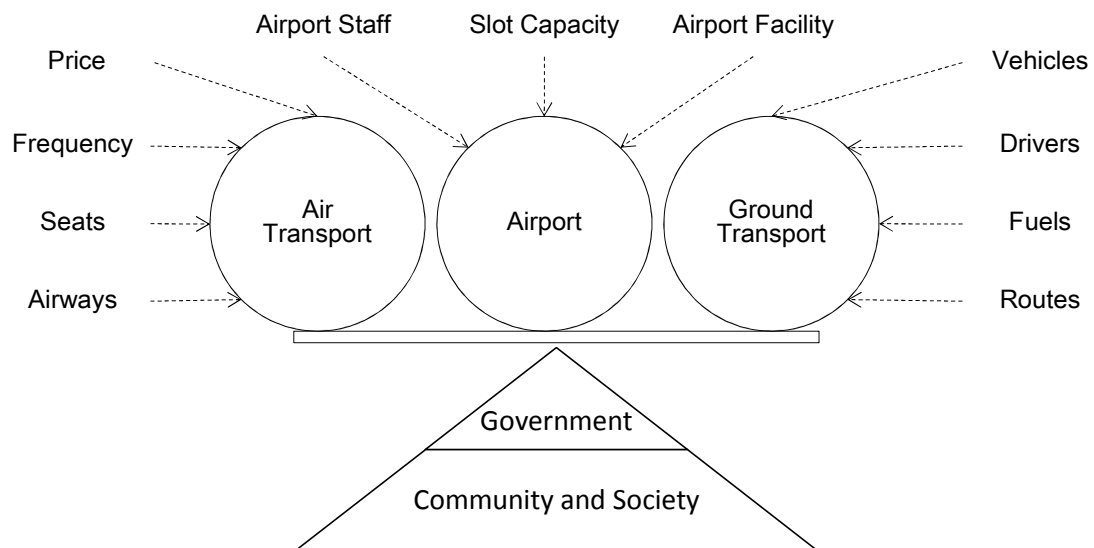 Airport Staff
Slot Capacity
Airport Facility
Price
Vehicles
Frequency
Drivers
Seats
Air
Transport
Airport
Ground
Transport
Fuels
Airways
Routes
Government
Community and Society